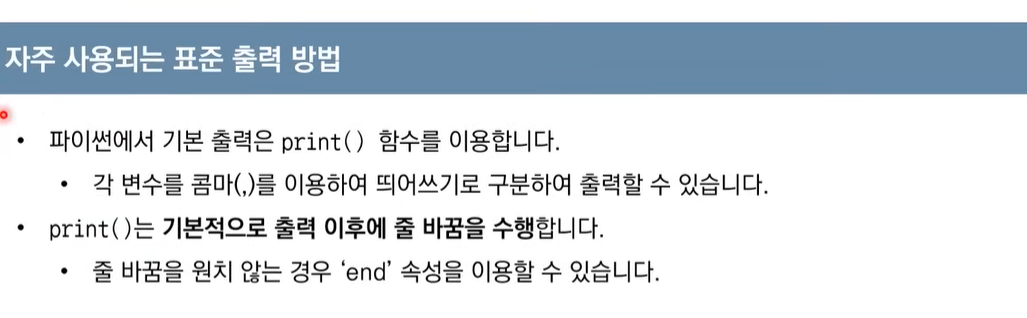 자주 사용되는 표준 출력 방법
• 파이썬에서 기본 출력은 print() 함수를 이용합니다.
• 각 변수를 콤마(,)를 이용하여 띄어쓰기로 구분하여 출력할 수 있습니다.
• print()는 기본적으로 출력 이후에 줄 바꿈을 수행합니다.
• 줄 바꿈을 원치 않는 경우 ‘end’ 속성을 이용할 수 있습니다.